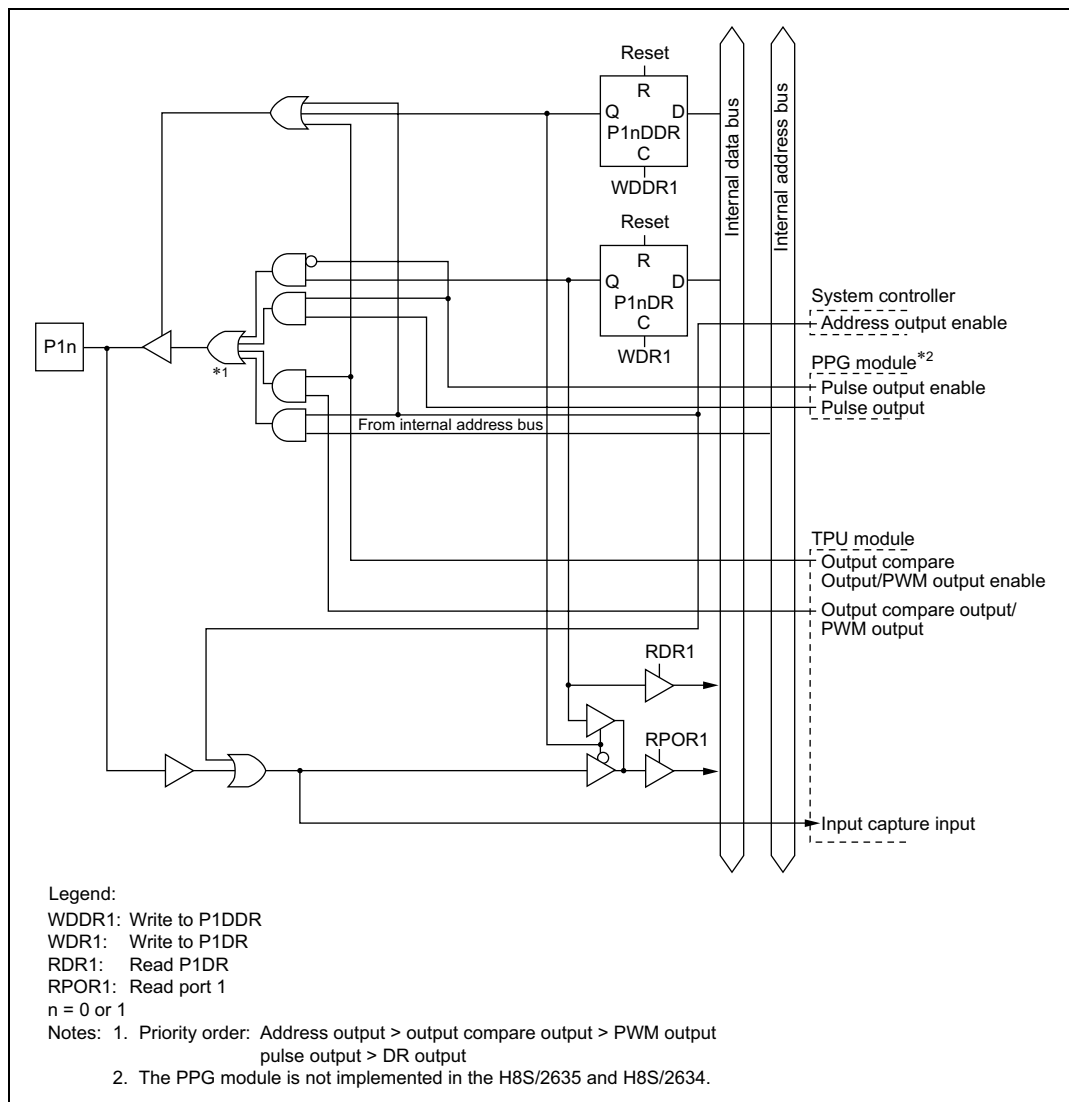 Reset
R
Q D
P1nDDR
C
WDDR1
Reset
R
Q D
P1nDR
C
WDR1
Internal data bus
Internal address bus
System controller
Address output enable
PPG module*2
Pulse output enable
Pulse output
P1n
*1
From internal address bus
TPU module
Output compare
Output/PWM output enable
Output compare output/
PWM output
RDR1
RPOR1
Input capture input
Legend:
WDDR1: Write to P1DDR
WDR1: Write to P1DR
RDR1: Read P1DR
RPOR1: Read port 1
n = 0 or 1
Notes: 1. Priority order: Address output > output compare output > PWM output
pulse output > DR output
2. The PPG module is not implemented in the H8S/2635 and H8S/2634.